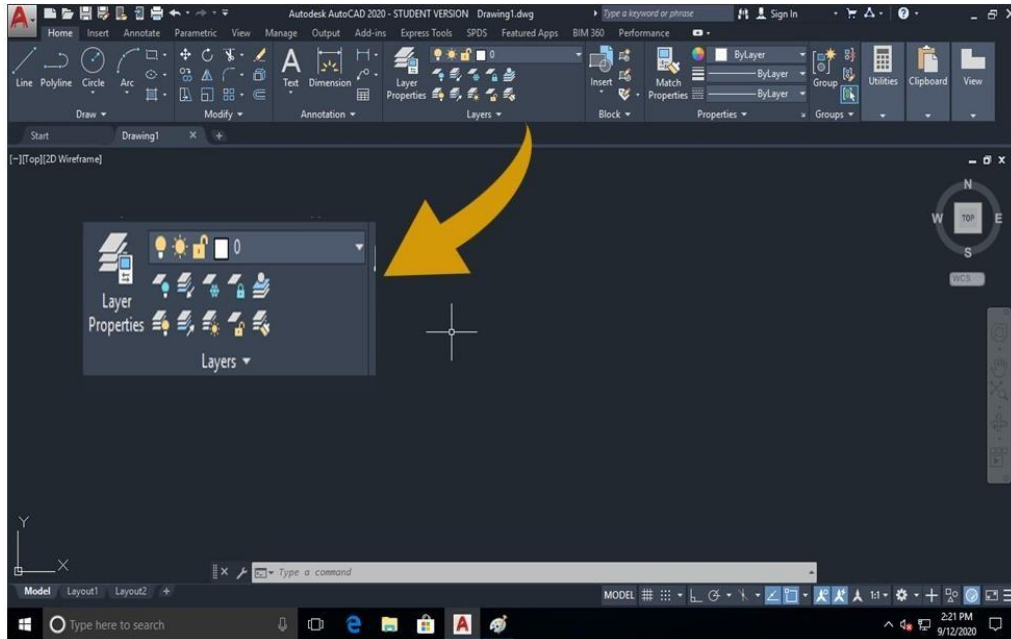 Autodesk AutoCAD 2020 - STUDENT VERSION Drawing1.dwg
Type a keyword or phrase
Sign In
Home Insert Annotate Parametric View Manage Output Add-ins Express Tools SPDS Featured Apps BIM 360 Performance
0
ByLayer
ByLayer
ByLayer
Line Polyline Circle Arc
Text Dimension
Layer Properties
Insert
Match Properties
Group
Utilities Clipboard View
Draw Modify Annotation Layers Block Properties Groups
Start Drawing1
[-][Top][2D Wireframe]
N
W TOP E
S
WCS
0
Layer
Properties
Layers
Y
X
Type a command
Model Layout1 Layout2 +
MODEL
1:1
Type here to search
2:21 PM
9/12/2020